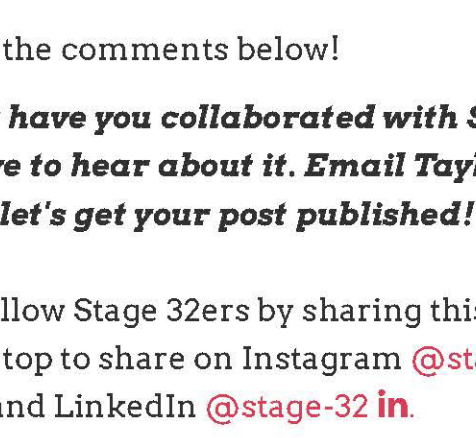 the comments below!
have you collaborated with S
e to hear about it. Email Tay
let's get your post published!
llow Stage 32ers by sharing this
top to share on Instagram @st
nd LinkedIn @stage-32 in.